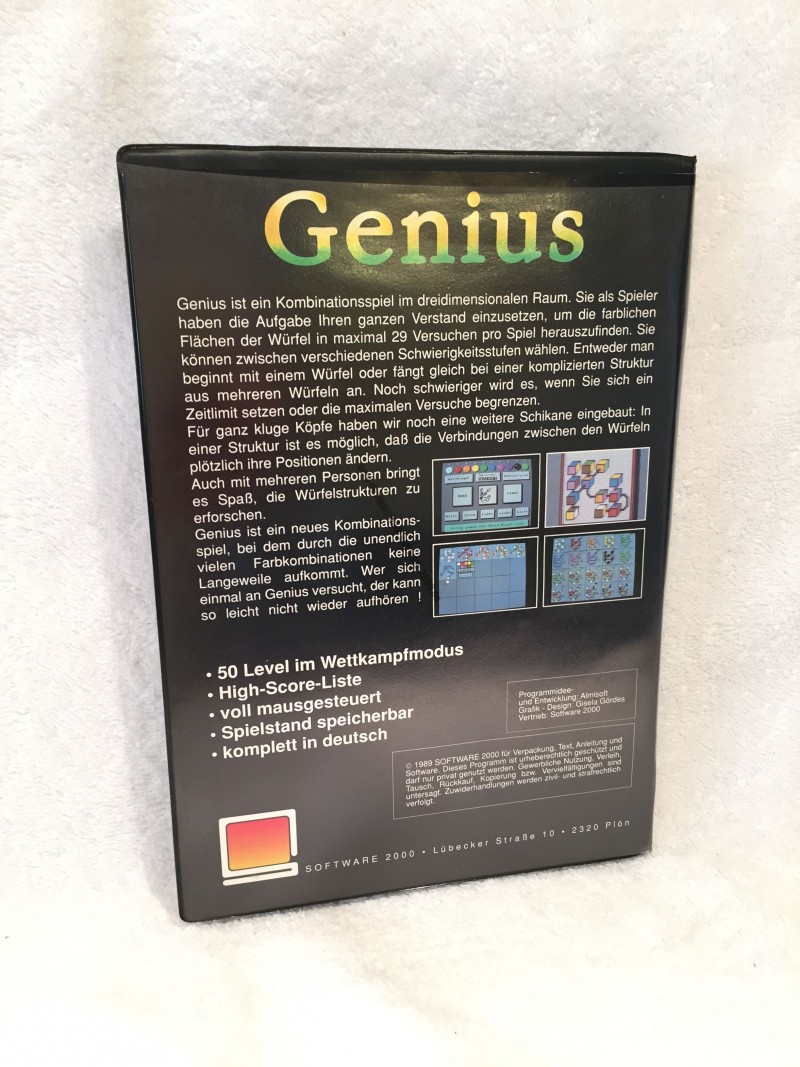 Genius
Genius ist ein Kombinationsspiel im dreidimensionalen Raum. Sie als Spieler
haben die Aufgabe Ihren ganzen Verstand einzusetzen, um die farblichen
Flächen der Würfel in maximal 29 Versuchen pro Spiel herauszufinden. Sie
können zwischen verschiedenen Schwierigkeitsstufen wählen. Entweder man
beginnt mit einem Würfel oder fängt gleich bei einer komplizierten Struktur
aus mehreren Würfeln an. Noch schwieriger wird es, wenn Sie sich ein
Zeitlimit setzen oder die maximalen Versuche begrenzen.
Für ganz kluge Köpfe haben wir noch eine weitere Schikane eingebaut: In
einer Struktur ist es möglich, daß die Verbindungen zwischen den Würfeln
plötzlich ihre Positionen ändern.
Auch mit mehreren Personen bringt
es Spaß, die Würfelstrukturen zu
erforschen.
Genius ist ein neues Kombinations-
spiel, bei dem durch die unendlich
vielen Farbkombinationen keine
Langeweile aufkommt. Wer sich
einmal an Genius versucht, der kann
so leicht nicht wieder aufhören !
• 50 Level im Wettkampfmodus
• High-Score-Liste
• voll mausgesteuert
• Spielstand speicherbar
• komplett in deutsch
Programmidee-
und Entwicklung: Almisoft
Grafik - Design: Gisela Gördes
Vertrieb: Software 2000
© 1989 SOFTWARE 2000 für Verpackung, Text, Anleitung und
Software. Dieses Programm ist urheberechtlich geschützt und
darf nur privat genutzt werden. Gewerbliche Nutzung, Verleih,
Tausch, Rückkauf, Kopierung bzw. Vervielfältigungen sind
untersagt. Zuwiderhandlungen werden zivil- und strafrechtlich
verfolgt.
SOFTWARE 2000 • Lübecker Straße 10 • 2320 Plön